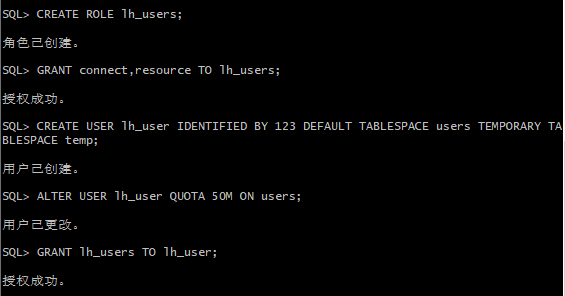 SQL> CREATE ROLE lh_users;
角色已创建。
SQL> GRANT connect,resource TO lh_users;
授权成功。
SQL> CREATE USER lh_user IDENTIFIED BY 123 DEFAULT TABLESPACE users TEMPORARY TA
BLESPACE temp;
用户已创建。
SQL> ALTER USER lh_user QUOTA 50M ON users;
用户已更改。
SQL> GRANT lh_users TO lh_user;
授权成功。